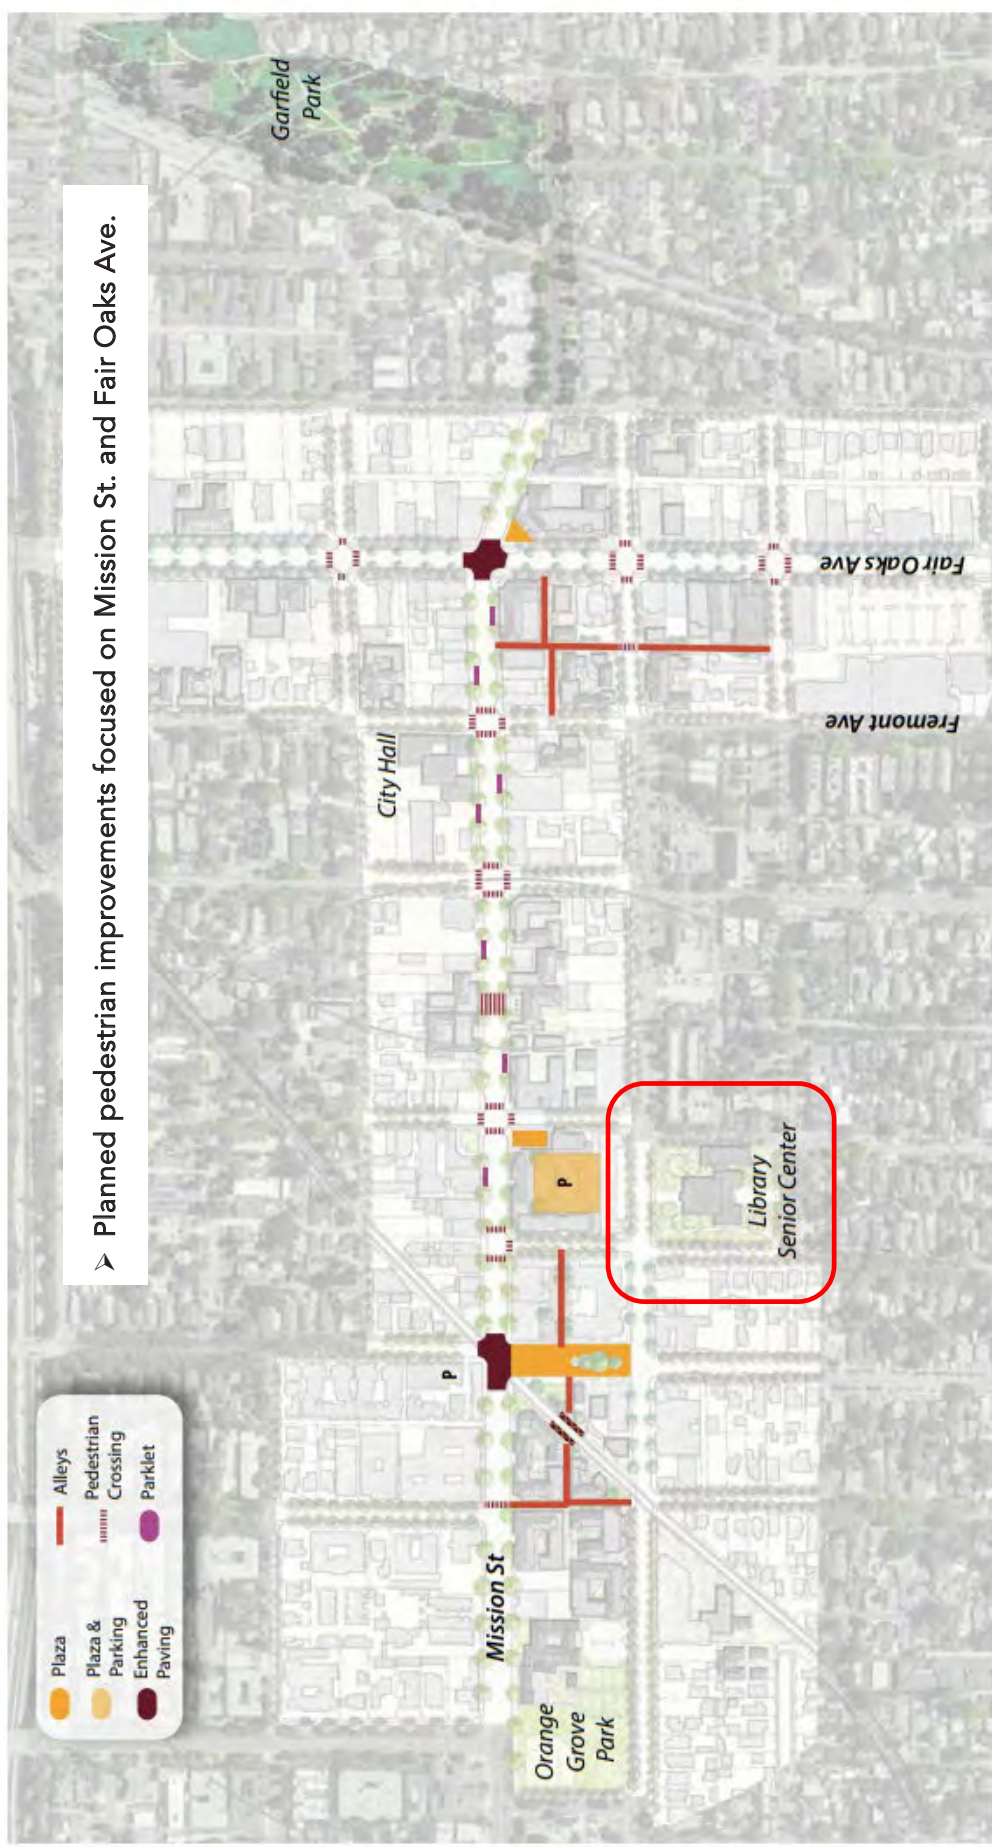 ➢ Planned pedestrian improvements focused on Mission St. and Fair Oaks Ave.
Plaza
Plaza &
Parking
Enhanced
Paving
Alleys
Pedestrian
Crossing
Parklet
Garfield
Park
City Hall
P
Mission St
P
Orange
Grove
Park
Library
Senior Center
Fremont Ave
Fair Oaks Ave